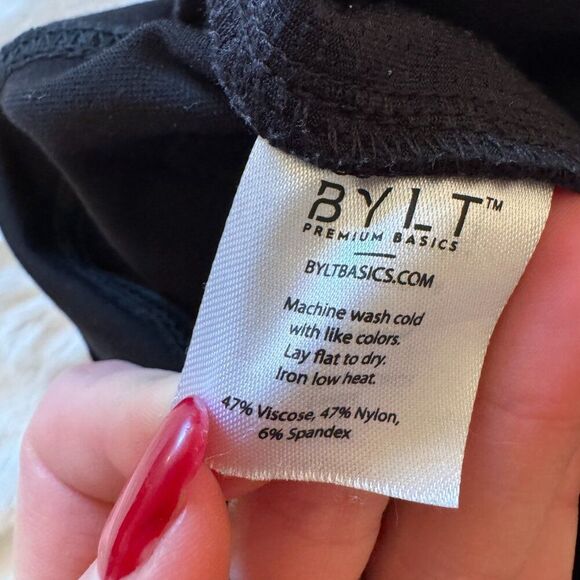 BYLT™
PREMIUM BASICS
BYLTBASICS.COM
Machine wash cold
with like colors.
Lay flat to dry.
Iron low heat.
47% Viscose, 47% Nylon,
6% Spandex